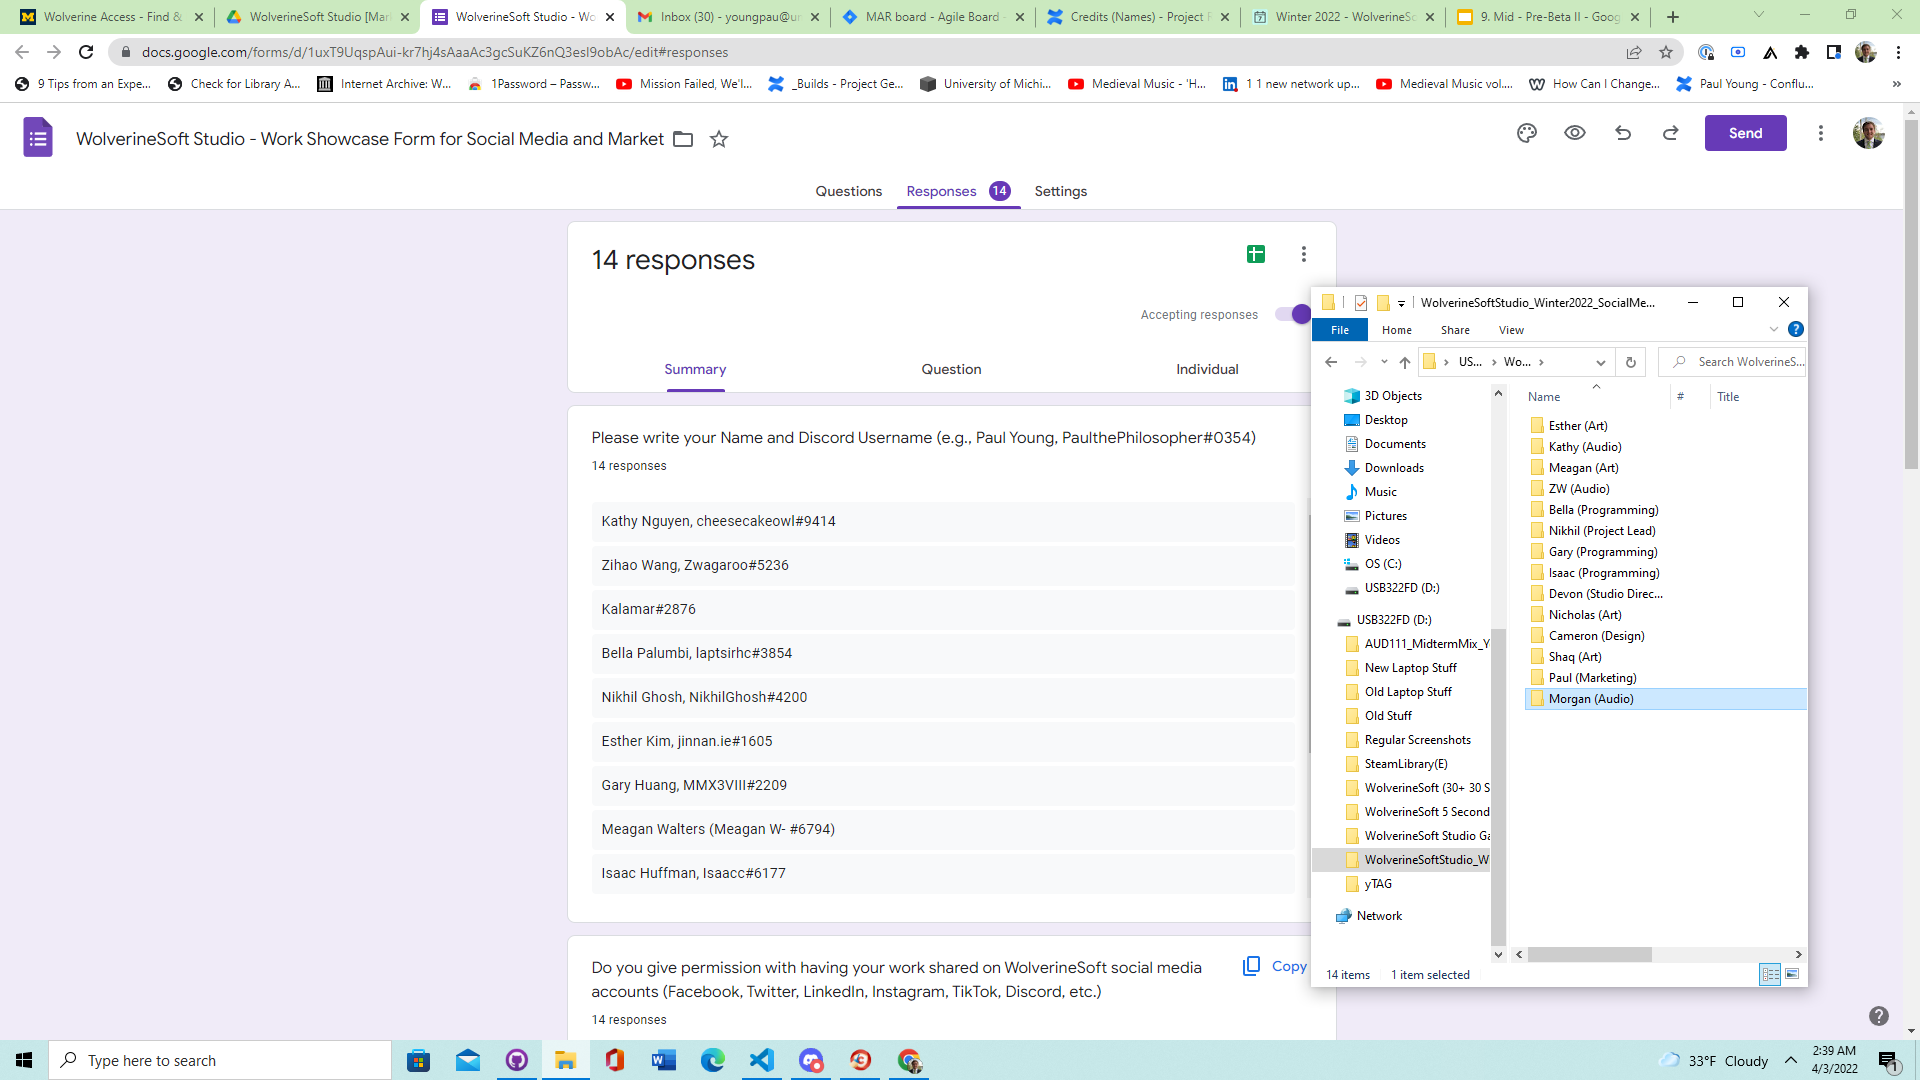 Wolverine Access - Find &
WolverineSoft Studio [Mark
WolverineSoft Studio - Wo
Inbox (30) - youngpau@um
MAR board - Agile Board -
Credits (Names) - Project
Winter 2022 - WolverineSo
9. Mid - Pre-Beta II - Goog
docs.google.com/forms/d/1uxT9UqspAui-kr7hj4sAaaAc3gcSuKZ6nQ3esI9obAc/edit#responses
9 Tips from an Expe...
Check for Library A...
Internet Archive: W...
1Password – Passw...
Mission Failed, We'l...
_Builds - Project Ge...
University of Michi...
Medieval Music - 'H...
1 1 new network up...
Medieval Music vol....
How Can I Change...
Paul Young - Conflu...
WolverineSoft Studio - Work Showcase Form for Social Media and Market
Send
Questions
Responses 14
Settings
14 responses
Accepting responses
Summary
Question
Individual
Please write your Name and Discord Username (e.g., Paul Young, PaulthePhilosopher#0354)
14 responses
Kathy Nguyen, cheesecakeowl#9414
Zihao Wang, Zwagaroo#5236
Kalamar#2876
Bella Palumbi, laptsirhc#3854
Nikhil Ghosh, NikhilGhosh#4200
Esther Kim, jinnan.ie#1605
Gary Huang, MMX3VIII#2209
Meagan Walters (Meagan W- #6794)
Isaac Huffman, Isaacc#6177
Do you give permission with having your work shared on WolverineSoft social media
accounts (Facebook, Twitter, LinkedIn, Instagram, TikTok, Discord, etc.)
Copy
14 responses
WolverineSoftStudio_Winter2022_SocialMe...
File
Home
Share
View
US...
Wo...
Search WolverineS...
3D Objects
Desktop
Documents
Downloads
Music
Pictures
Videos
OS (C:)
USB322FD (D:)
USB322FD (D:)
AUD111_MidtermMix_Y
New Laptop Stuff
Old Laptop Stuff
Old Stuff
Regular Screenshots
SteamLibrary(E)
WolverineSoft (30+ 30 S
WolverineSoft 5 Second
WolverineSoft Studio Ga
WolverineSoftStudio_W
yTAG
Network
Name
#
Title
Esther (Art)
Kathy (Audio)
Meagan (Art)
ZW (Audio)
Bella (Programming)
Nikhil (Project Lead)
Gary (Programming)
Isaac (Programming)
Devon (Studio Direc...
Nicholas (Art)
Cameron (Design)
Shaq (Art)
Paul (Marketing)
Morgan (Audio)
14 items
1 item selected
Type here to search
33°F Cloudy
2:39 AM
4/3/2022
1